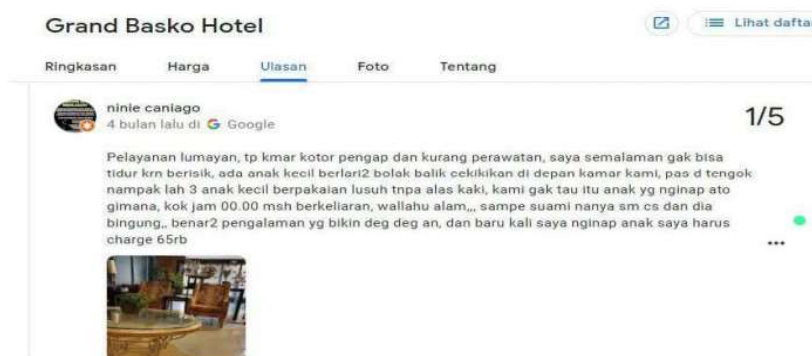 Grand Basko Hotel
Lihat dafta
Ringkasan Harga Ulasan Foto Tentang
ninie caniago
1/5
4 bulan lalu di Google
Pelayanan lumayan, tp kmar kotor pengap dan kurang perawatan, saya semalaman gak bisa
tidur krn berisik, ada anak kecil berlari2 bolak balik cekikikan di depan kamar kami, pas d tengok
nampak lah 3 anak kecil berpakaian lusuh tnpa alas kaki, kami gak tau itu anak yg nginap ato
gimana, kok jam 00.00 msh berkeliaran, wallahu alam,,, sampe suami nanya sm cs dan dia
bingung,, benar2 pengalaman yg bikin deg deg an, dan baru kali saya nginap anak saya harus
charge 65rb